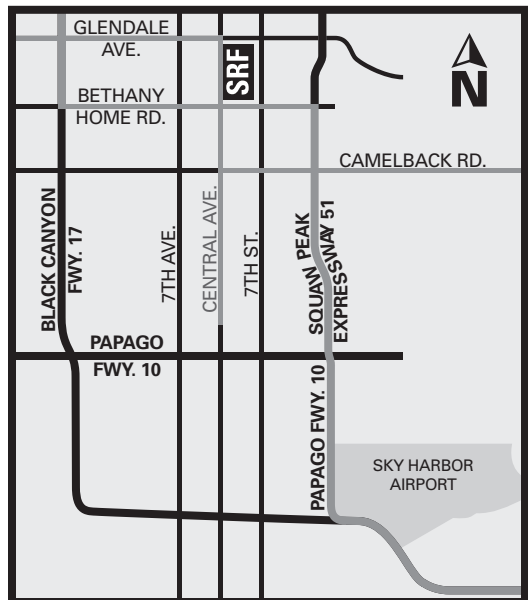 GLENDALE
AVE.
SRF
N
BETHANY
HOME RD.
CAMELBACK RD.
BLACK CANYON
FWY. 17
7TH AVE.
CENTRAL AVE.
7TH ST.
SQUAW PEAK
EXPRESSWAY 51
PAPAGO
FWY. 10
PAPAGO FWY. 10
SKY HARBOR
AIRPORT